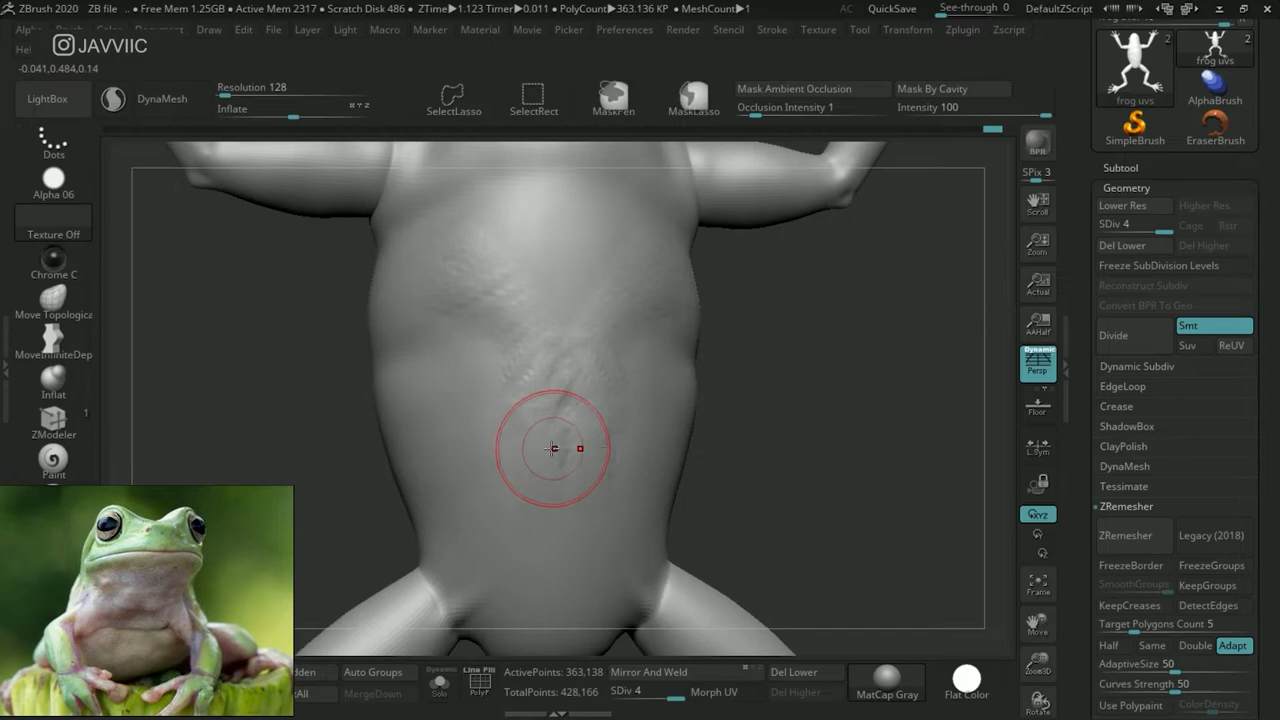 ZBrush 2020 ZB file • Free Mem 1.25GB • Active Mem 2317 • Scratch Disk 486 • ZTime▸1.123 Timer▸0.011 • PolyCount▸363.136 KP • MeshCount▸1 AC QuickSave See-through 0 DefaultZScript
Draw Edit File Layer Light Macro Marker Material Movie Picker Preferences Render Stencil Stroke Texture Tool Transform Zplugin Zscript
Hel JAVVIIC
-0.041,0.484,0.14
LightBox
DynaMesh
Resolution 128
Inflate
x Y Z
SelectLasso
SelectRect
MaskPen
MaskLasso
Mask Ambient Occlusion
Occlusion Intensity 1
Mask By Cavity
Intensity 100
Dots
Alpha 06
Texture Off
Chrome C
Move Topologica
MoveInfiniteDep
Inflat
1
ZModeler
Paint
BPR
SPix 3
Scroll
Zoom
Actual
AAHalf
Dynamic
Persp
Floor
L.Sym
XYZ
Y
Z
Frame
Move
Zoom3D
Rotate
2
frog uvs
2
frog uvs
AlphaBrush
SimpleBrush
EraserBrush
Subtool
Geometry
Lower Res Higher Res
SDiv 4 Cage Rstr
Del Lower Del Higher
Freeze SubDivision Levels
Reconstruct Subdiv
Convert BPR To Geo
Divide Smt
Suv ReUV
Dynamic Subdiv
EdgeLoop
Crease
ShadowBox
ClayPolish
DynaMesh
Tessimate
ZRemesher
ZRemesher Legacy (2018)
FreezeBorder FreezeGroups
SmoothGroups KeepGroups
KeepCreases DetectEdges
Target Polygons Count 5
Half Same Double Adapt
AdaptiveSize 50
Curves Strength 50
Use Polypaint ColorDensity
Auto Groups
MergeDown
Dynamic
Solo
Line Fill
PolyF
ActivePoints: 363,138
TotalPoints: 428,166
Mirror And Weld
SDiv 4
Morph UV
Del Lower
Del Higher
MatCap Gray
Flat Color